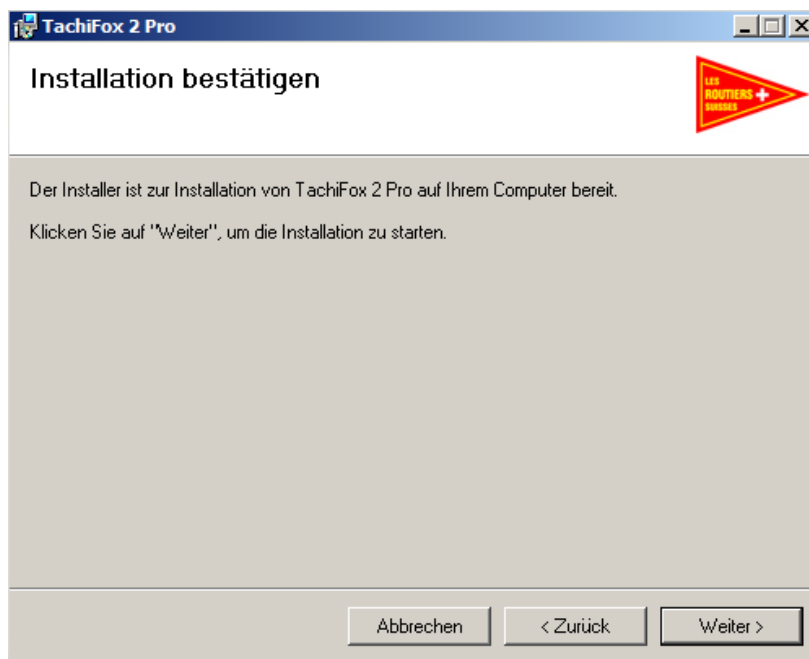 TachiFox 2 Pro
Installation bestätigen
LES
ROUTIERS
SUISSES
Der Installer ist zur Installation von TachiFox 2 Pro auf Ihrem Computer bereit.
Klicken Sie auf "Weiter", um die Installation zu starten.
Abbrechen
< Zurück
Weiter >